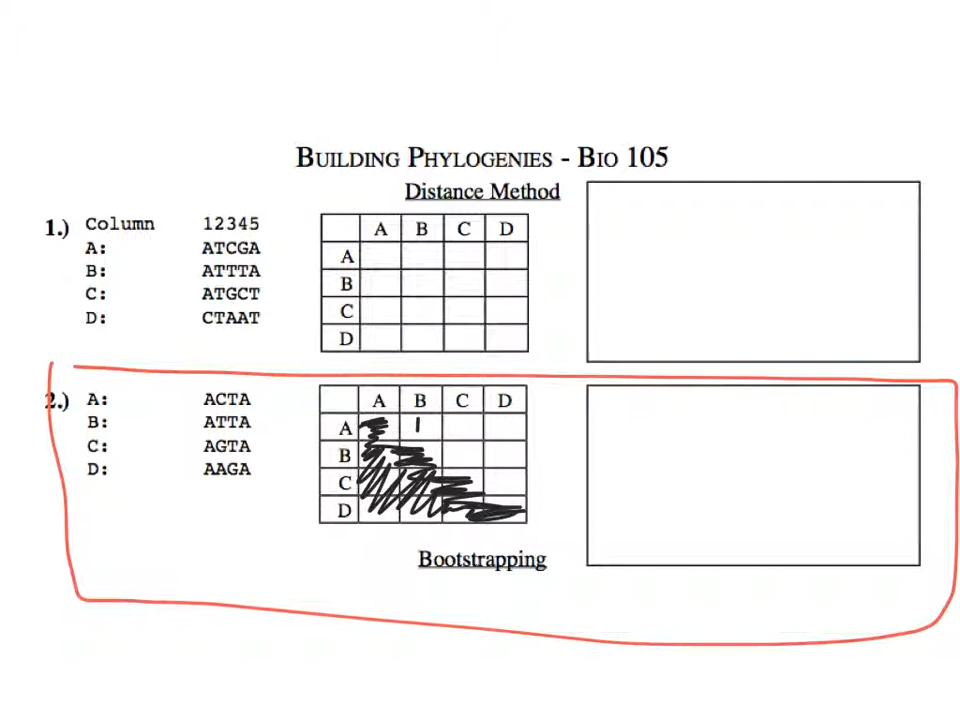 BUILDING PHYLOGENIES - BIO 105
Distance Method
1.) Column 12345
A: ATCGA
B: ATTTA
C: ATGCT
D: CTAAT
A B C D
A
B
C
D
2.) A: ACTA
B: ATTA
C: AGTA
D: AAGA
A B C D
A 1
B
C
D
Bootstrapping